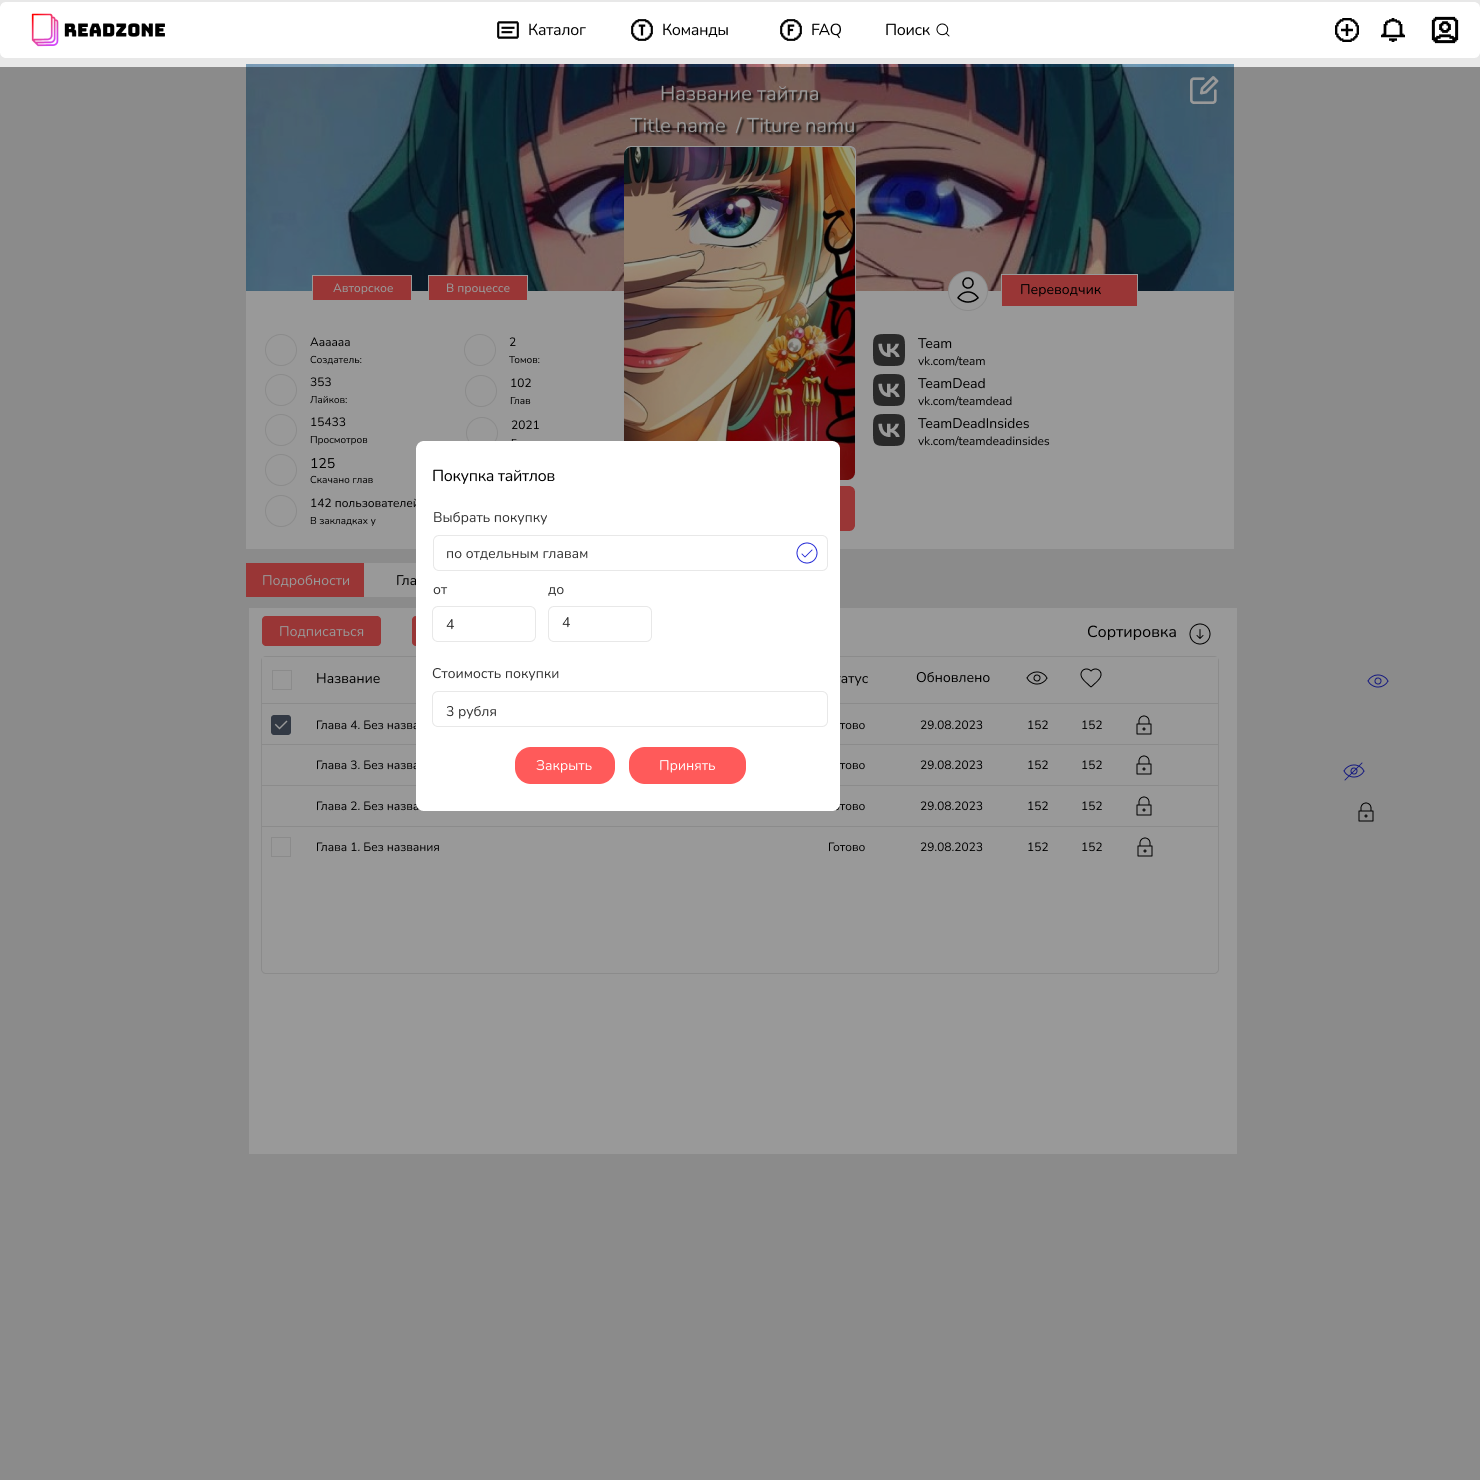 READZONE
Каталог
Команды
FAQ
Поиск
Название тайтла
Title name / Titure namu
Авторское
В процессе
Переводчик
Аааааа
Создатель:
353
Лайков:
15433
Просмотров
125
Скачано глав
142 пользователей
В закладках у
2
Томов:
102
Глав
2021
Team
vk.com/team
TeamDead
vk.com/teamdead
TeamDeadInsides
vk.com/teamdeadinsides
Покупка тайтлов
Выбрать покупку
по отдельным главам
от
до
4
4
Стоимость покупки
3 рубля
Закрыть
Принять
Подробности
Гла
Подписаться
Сортировка
Название
атус
Обновлено
Глава 4. Без назва
тово
29.08.2023
152
152
Глава 3. Без назва
тово
29.08.2023
152
152
Глава 2. Без назва
тово
29.08.2023
152
152
Глава 1. Без названия
Готово
29.08.2023
152
152